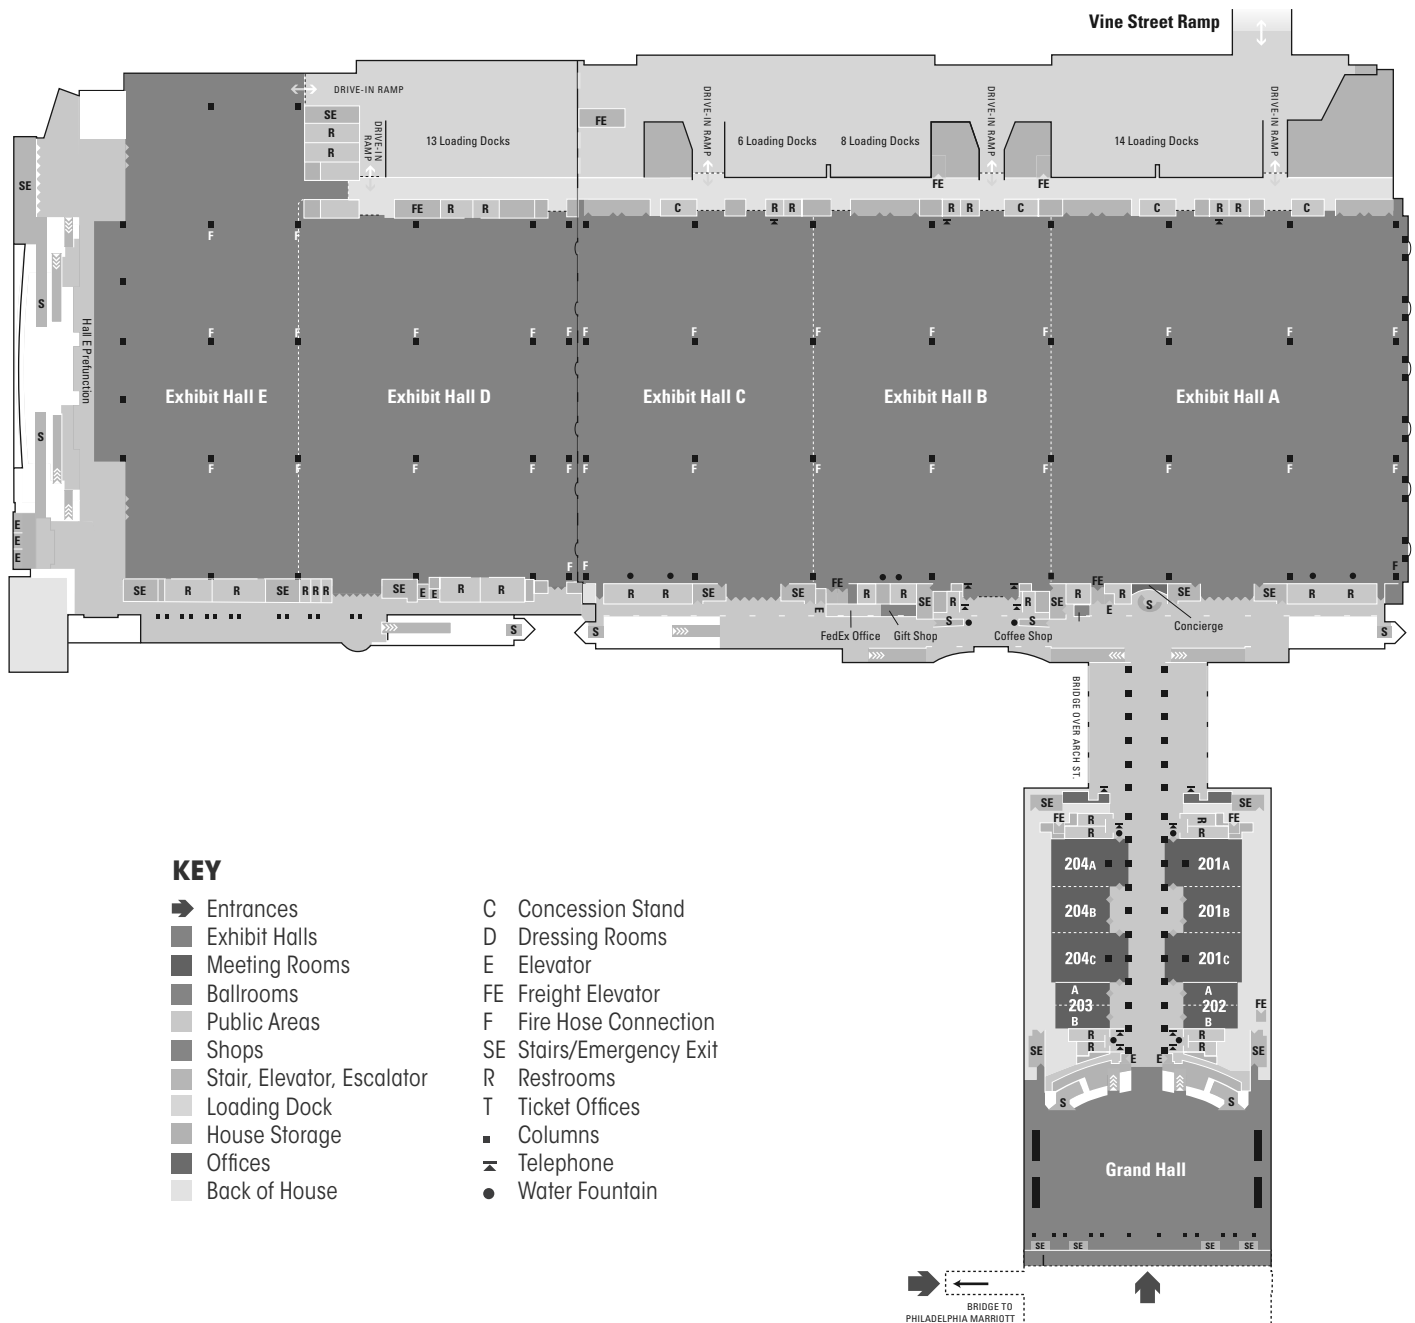 Vine Street Ramp
DRIVE-IN RAMP
SE
R
R
DRIVE-IN
RAMP
13 Loading Docks
FE
DRIVE-IN RAMP
6 Loading Docks
8 Loading Docks
DRIVE-IN RAMP
14 Loading Docks
DRIVE-IN RAMP
SE
FE
FE
FE R R
C
R R
R R
C
C
R R
C
F F
S
Hall E Prefunction
F F F F F F F F F F F F F
Exhibit Hall E
Exhibit Hall D
Exhibit Hall C
Exhibit Hall B
Exhibit Hall A
S
F F F F F F F F F F F F F
E
E
E
F F F
SE R R SE R R R
SE E E R R
R R SE
SE FE R R SE R
R SE R FE R SE
SE R R
E
S
S
E
S
FedEx Office
Gift Shop
Coffee Shop
Concierge
S
S
S
BRIDGE OVER ARCH ST.
SE
SE
FE R
R
R FE
R
204A
201A
204B
201B
204C
201C
A
203
B
A
202
B
FE
R
R
R
R
SE
SE
E E
S
S
Grand Hall
SE SE SE SE
BRIDGE TO
PHILADELPHIA MARRIOTT
KEY
Entrances
Exhibit Halls
Meeting Rooms
Ballrooms
Public Areas
Shops
Stair, Elevator, Escalator
Loading Dock
House Storage
Offices
Back of House
C Concession Stand
D Dressing Rooms
E Elevator
FE Freight Elevator
F Fire Hose Connection
SE Stairs/Emergency Exit
R Restrooms
T Ticket Offices
Columns
Telephone
Water Fountain